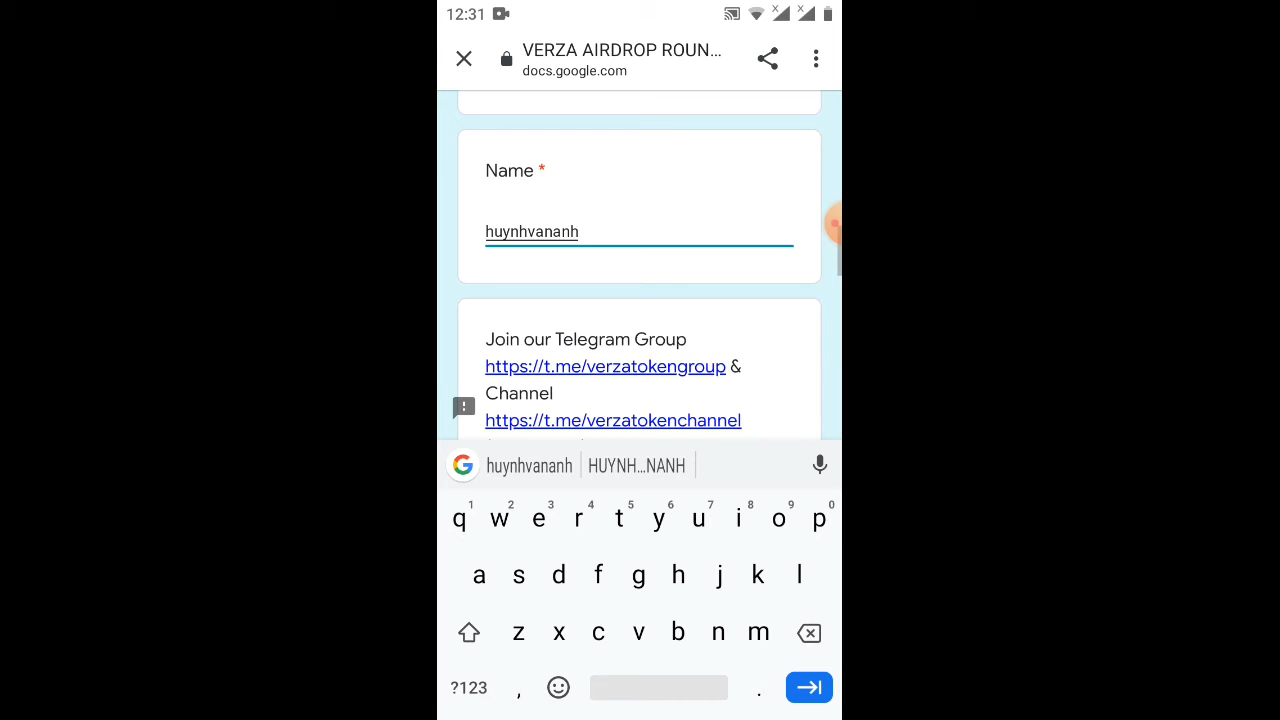 12:31
VERZA AIRDROP ROUN...
docs.google.com
Name *
huynhvananh
Join our Telegram Group
https://t.me/verzatokengroup &
Channel
https://t.me/verzatokenchannel
huynhvananh HUYNH...NANH
1 2 3 4 5 6 7 8 9 0
q w e r t y u i o p
a s d f g h j k l
z x c v b n m
?123 , .